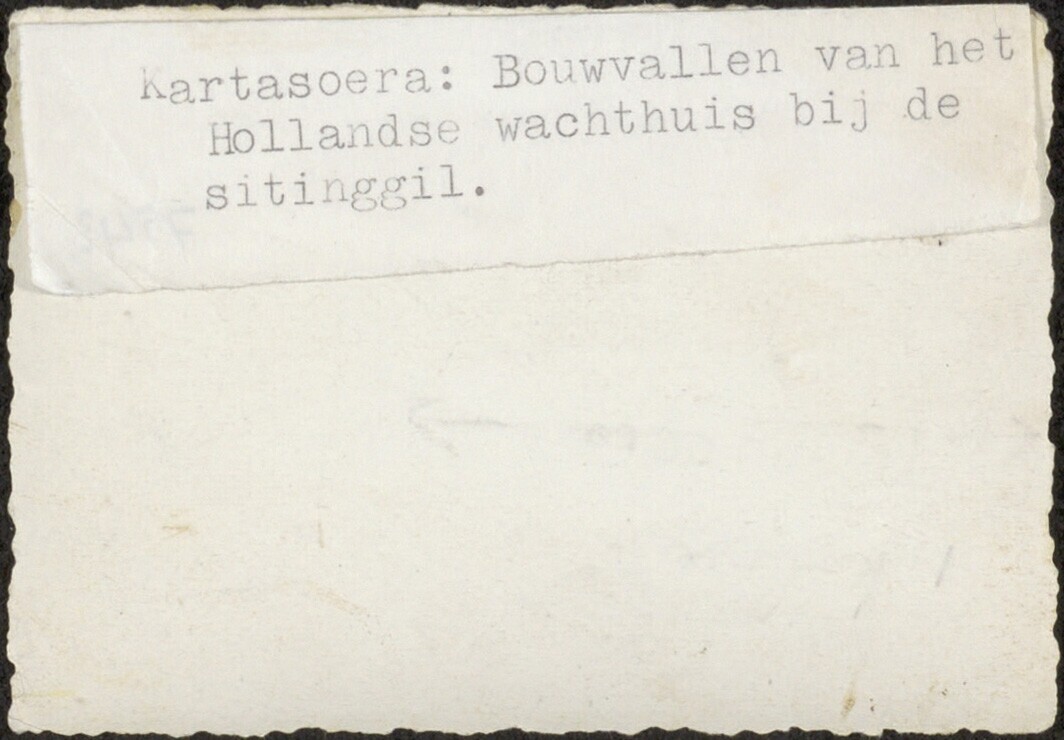 Kartasoera: Bouwvallen van het
Hollandse wachthuis bij de
sitinggil.